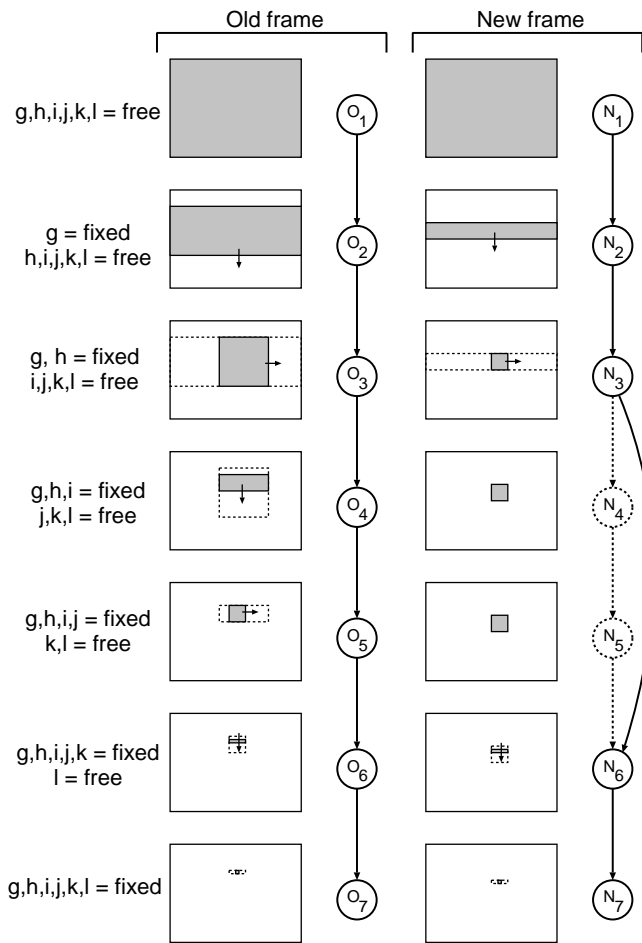 Old frame New frame
g,h,i,j,k,l = free O1 N1
g = fixed
h,i,j,k,l = free O2 N2
g, h = fixed
i,j,k,l = free O3 N3
g,h,i = fixed
j,k,l = free O4 N4
g,h,i,j = fixed
k,l = free O5 N5
g,h,i,j,k = fixed
l = free O6 N6
g,h,i,j,k,l = fixed O7 N7